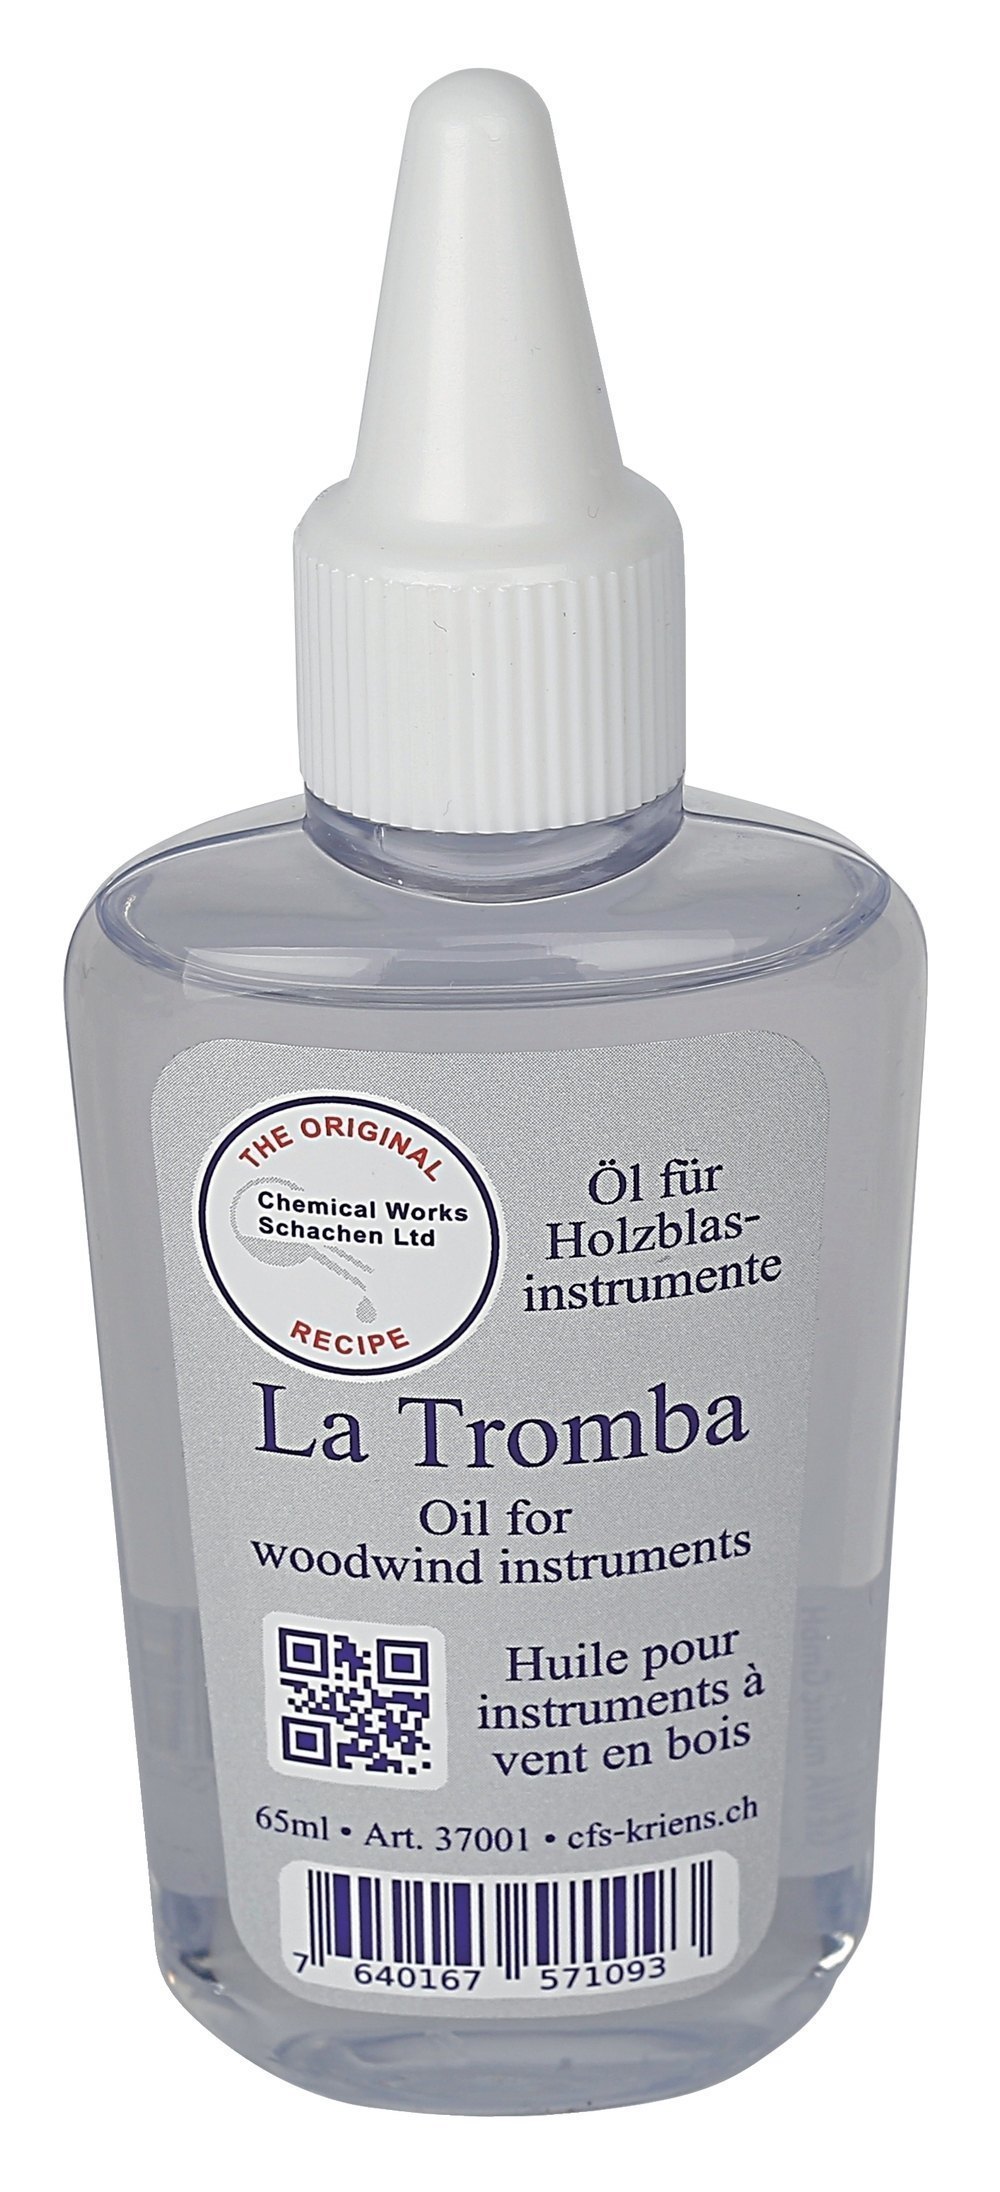 THE ORIGINAL
Chemical Works
Schachen Ltd
RECIPE
Öl für
Holzblas-
instrumente
La Tromba
Oil for
woodwind instruments
Huile pour
instruments à
vent en bois
65ml • Art. 37001 • cfs-kriens.ch
7 640167 571093